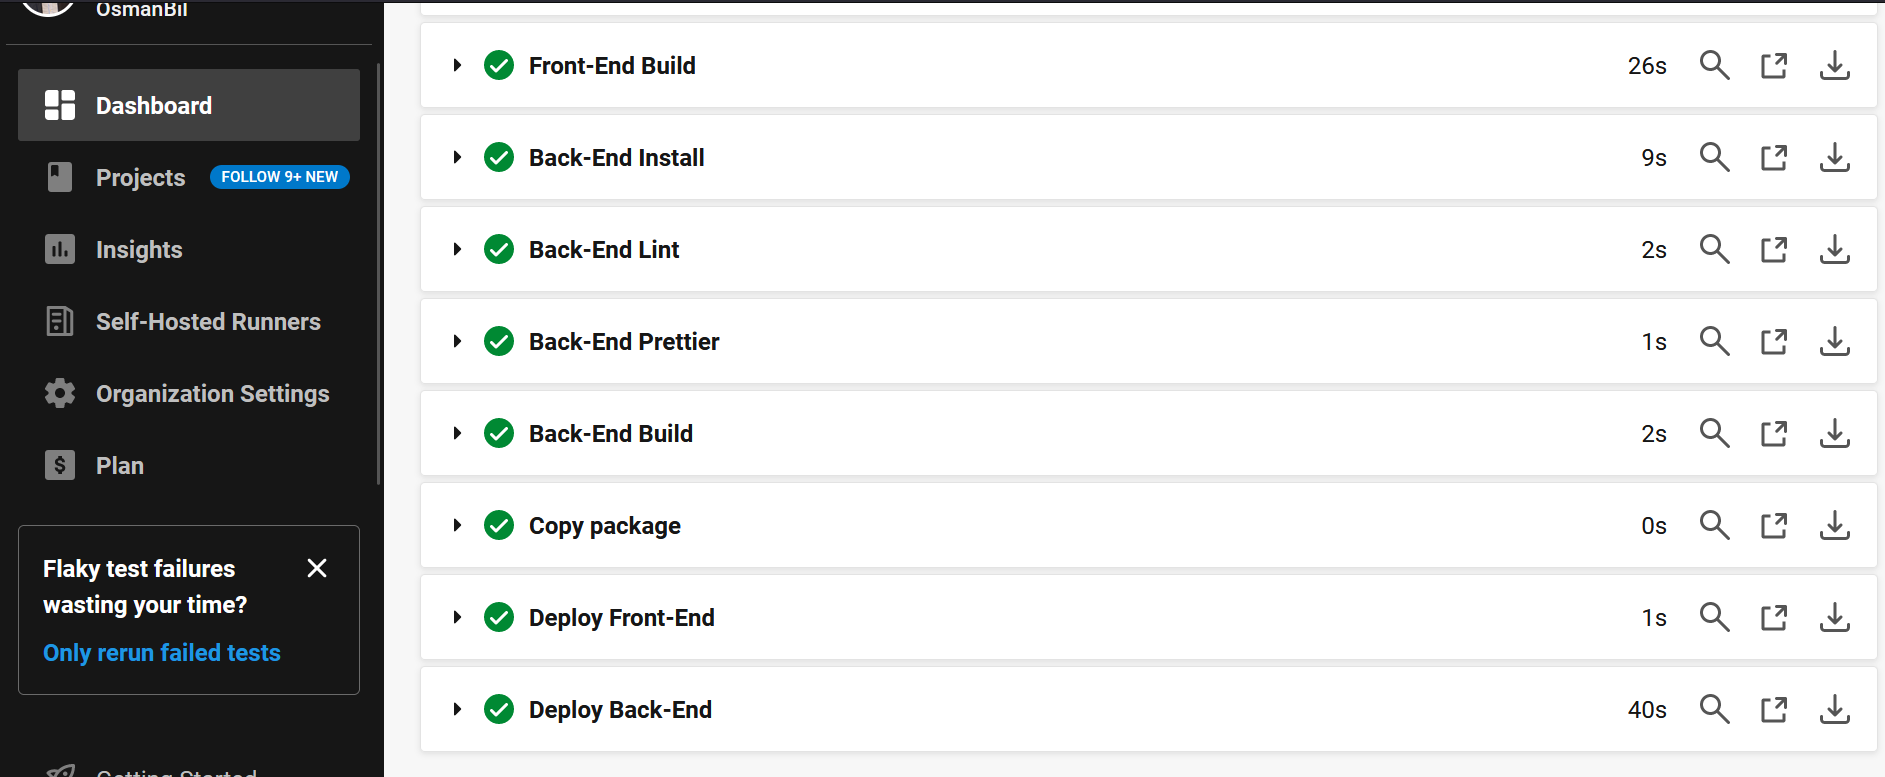 OsmanBil
Dashboard
Projects FOLLOW 9+ NEW
Insights
Self-Hosted Runners
Organization Settings
Plan
Flaky test failures
wasting your time?
Only rerun failed tests
Getting Started
Front-End Build 26s
Back-End Install 9s
Back-End Lint 2s
Back-End Prettier 1s
Back-End Build 2s
Copy package 0s
Deploy Front-End 1s
Deploy Back-End 40s